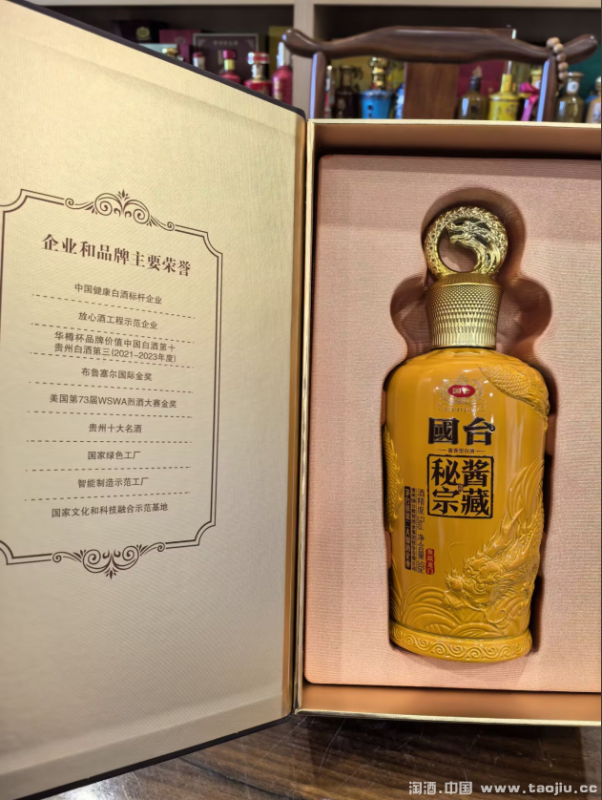 企业和品牌主要荣誉
中国健康白酒标杆企业
放心酒工程示范企业
华樽杯品牌价值中国白酒第十
贵州白酒第三(2021-2023年度)
布鲁塞尔国际金奖
美国第73届WSWA烈酒大赛金奖
贵州十大名酒
国家绿色工厂
智能制造示范工厂
国家文化和科技融合示范基地
國台
酱藏
秘宗
淘酒.中国 www.taojiu.cc